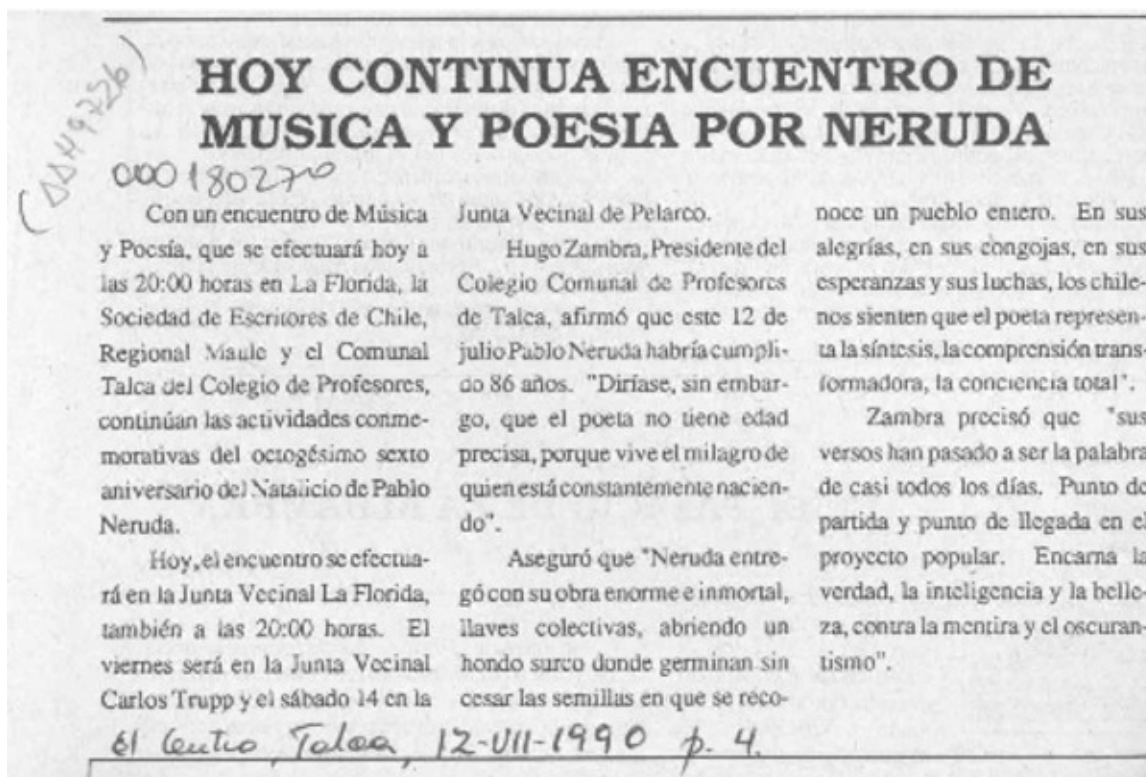 HOY CONTINUA ENCUENTRO DE
MUSICA Y POESIA POR NERUDA
(AAH9726)
000180270
Con un encuentro de Música
y Poesía, que se efectuará hoy a
las 20:00 horas en La Florida, la
Sociedad de Escritores de Chile,
Regional Maule y el Comunal
Talca del Colegio de Profesores,
continúan las actividades conme-
morativas del octogésimo sexto
aniversario del Natalicio de Pablo
Neruda.
Hoy, el encuentro se efectua-
rá en la Junta Vecinal La Florida,
también a las 20:00 horas. El
viernes será en la Junta Vecinal
Carlos Trupp y el sábado 14 en la
Junta Vecinal de Pelarco.
Hugo Zambra, Presidente del
Colegio Comunal de Profesores
de Talca, afirmó que este 12 de
julio Pablo Neruda habría cumpli-
do 86 años. "Diríase, sin embar-
go, que el poeta no tiene edad
precisa, porque vive el milagro de
quien está constantemente nacien-
do".
Aseguró que "Neruda entre-
gó con su obra enorme e inmortal,
llaves colectivas, abriendo un
hondo surco donde germinan sin
cesar las semillas en que se reco-
noce un pueblo entero. En sus
alegrías, en sus congojas, en sus
esperanzas y sus luchas, los chile-
nos sienten que el poeta represen-
ta la síntesis, la comprensión trans-
formadora, la conciencia total".
Zambra precisó que "sus
versos han pasado a ser la palabra
de casi todos los días. Punto de
partida y punto de llegada en el
proyecto popular. Encarna la
verdad, la inteligencia y la belle-
za, contra la mentira y el oscuran-
tismo".
El Centro, Talca, 12-VII-1990 p. 4.